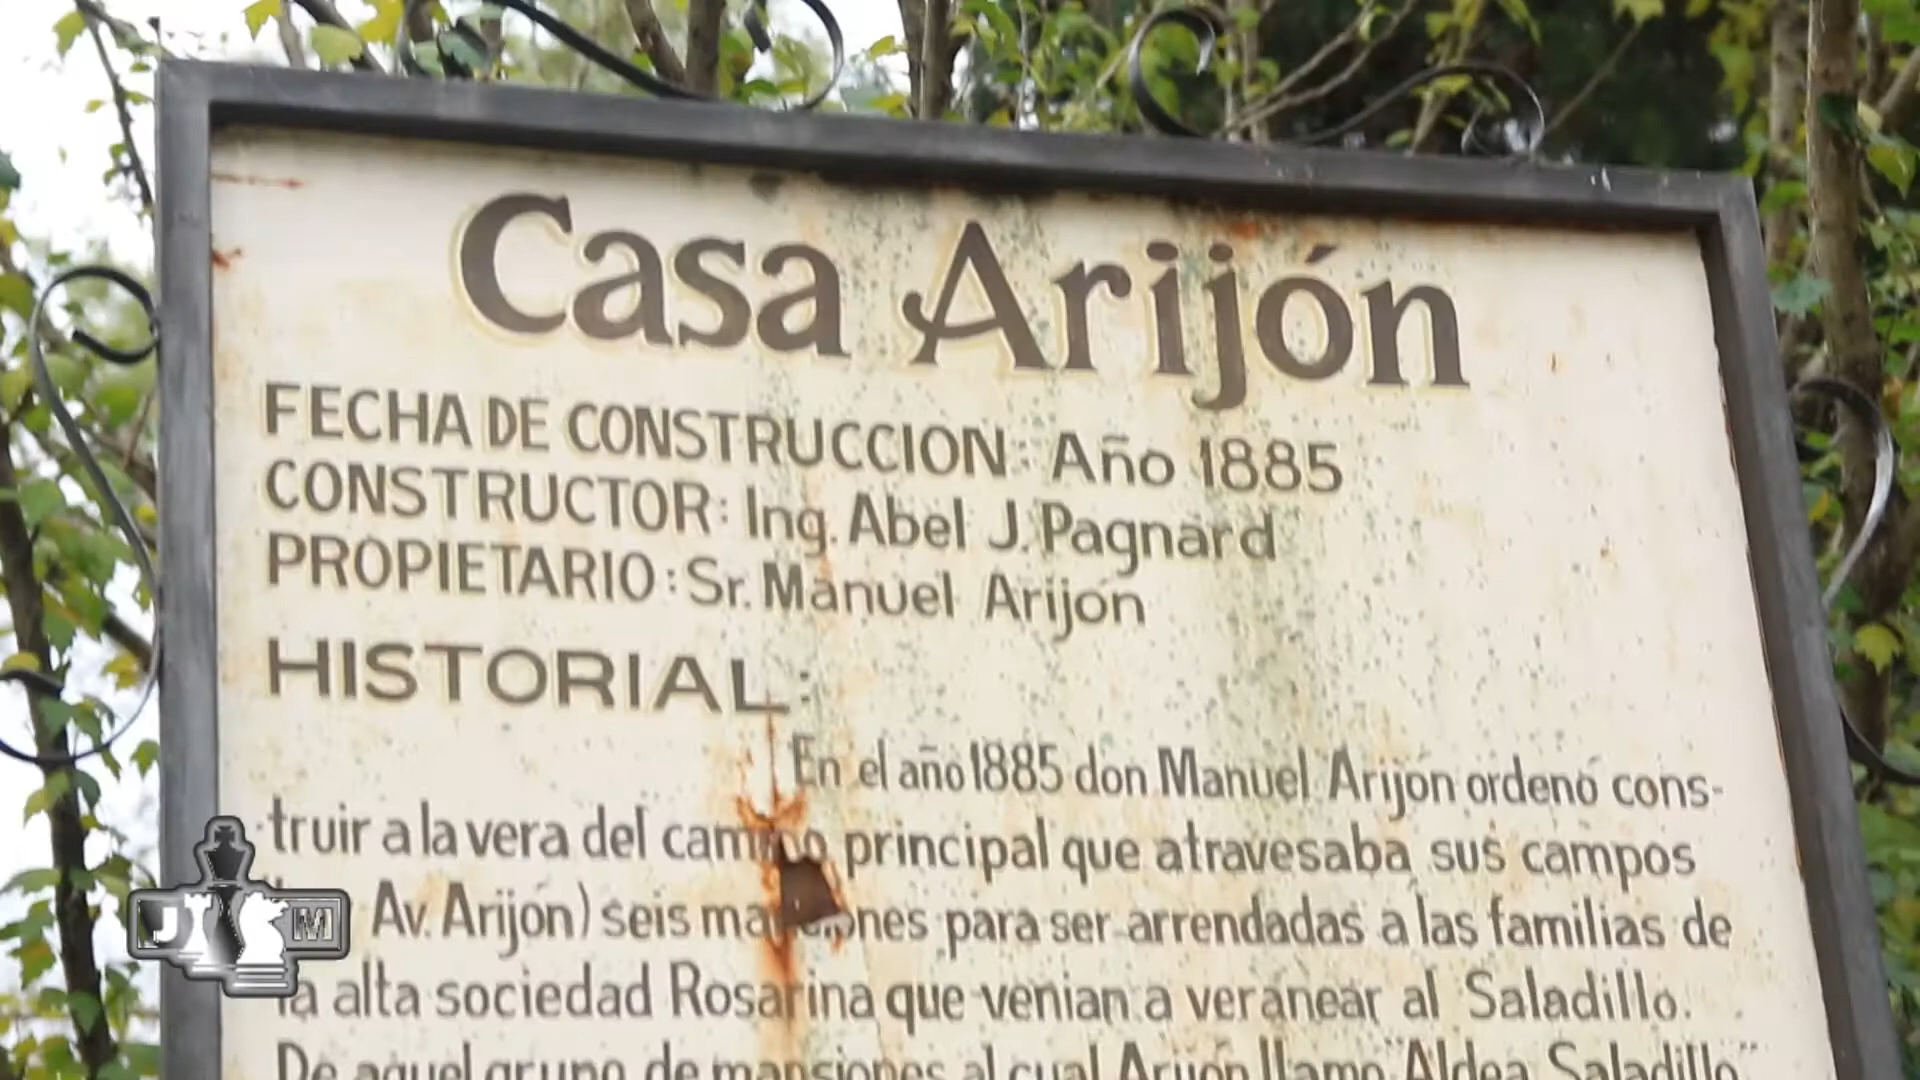 Casa Arijón
FECHA DE CONSTRUCCION: Año 1885
CONSTRUCTOR: Ing. Abel J. Pagnard
PROPIETARIO: Sr. Manuel Arijón
HISTORIAL:
En el año 1885 don Manuel Arijón ordenó cons-
truir a la vera del camino principal que atravesaba sus campos
Av. Arijón) seis mansiones para ser arrendadas a las familias de
la alta sociedad Rosarina que venian a veranear al Saladillo.
De aquel grupo de mansiones al cual Arijón llamo "Aldea Saladillo"
J M